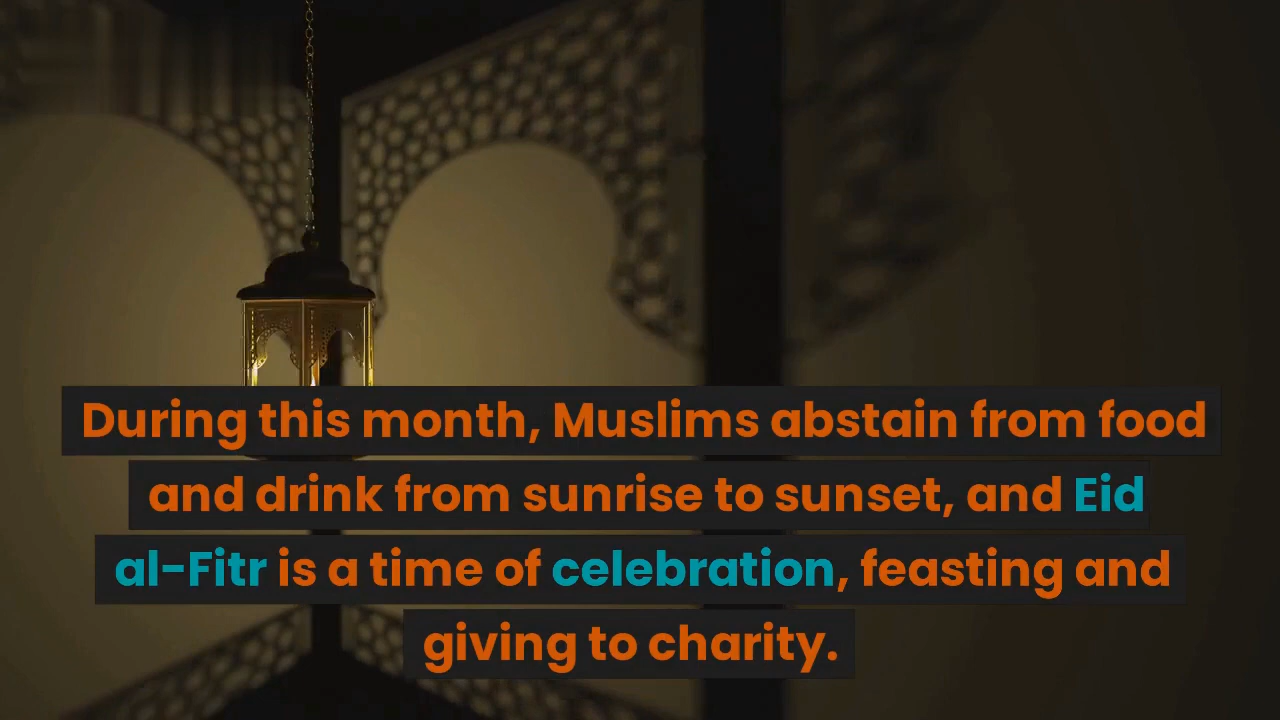 During this month, Muslims abstain from food
and drink from sunrise to sunset, and Eid
al-Fitr is a time of celebration, feasting and
giving to charity.